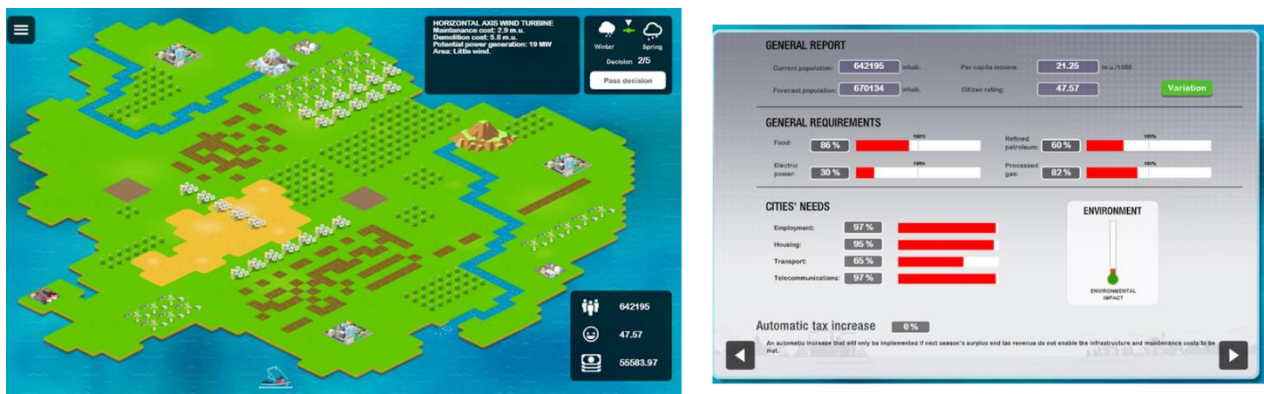 HORIZONTAL AXIS WIND TURBINE
Maintenance cost: 2.9 m.u.
Demolition cost: 5.8 m.u.
Potential power generation: 19 MW
Area: Little wind.
Winter Spring
Decision 2/5
Pass decision
642195
47.57
55583.97
GENERAL REPORT
Current population: 642195 inhab. Per capita income: 21.25 m.u./1000
Forecast population: 670134 inhab. Citizen rating: 47.57 Variation
GENERAL REQUIREMENTS
Food: 86 % 100% Refined petroleum: 60 % 100%
Electric power: 30 % 100% Processed gas: 82 % 100%
CITIES' NEEDS
Employment: 97 %
Housing: 95 %
Transport: 65 %
Telecommunications: 97 %
ENVIRONMENT
ENVIRONMENTAL
IMPACT
Automatic tax increase 0 %
An automatic increase that will only be implemented if next season's surplus and tax revenue do not enable the infrastructure and maintenance costs to be
met.